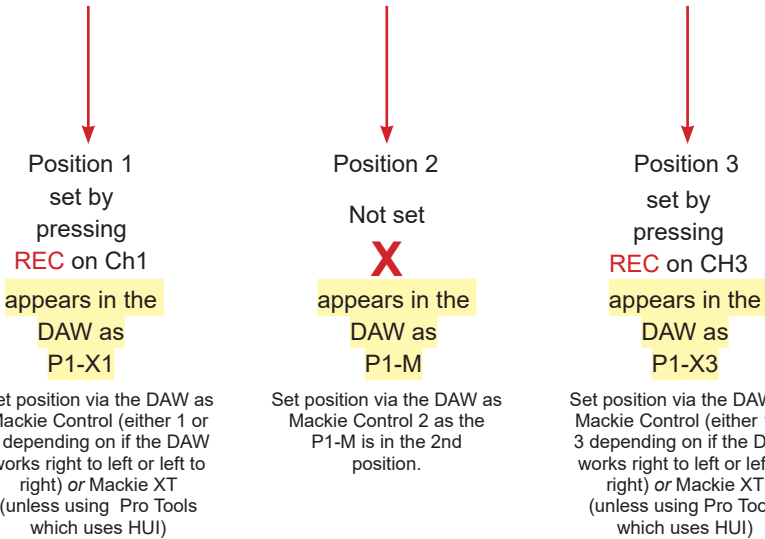 Position 1
set by
pressing
REC on Ch1
appears in the
DAW as
P1-X1
position via the DAW as
Control (either 1 or
depending on if the DAW
right to left or left to
right) or Mackie XT
(unless using Pro Tools
which uses HUI)
Position 2
Not set
X
appears in the
DAW as
P1-M
Set position via the DAW as
Mackie Control 2 as the
P1-M is in the 2nd
position.
Position 3
set by
pressing
REC on CH3
appears in the
DAW as
P1-X3
Set position via the
Mackie Control (either
3 depending on if the
works right to left or
right) or Mackie XT
(unless using Pro
which uses HUI)